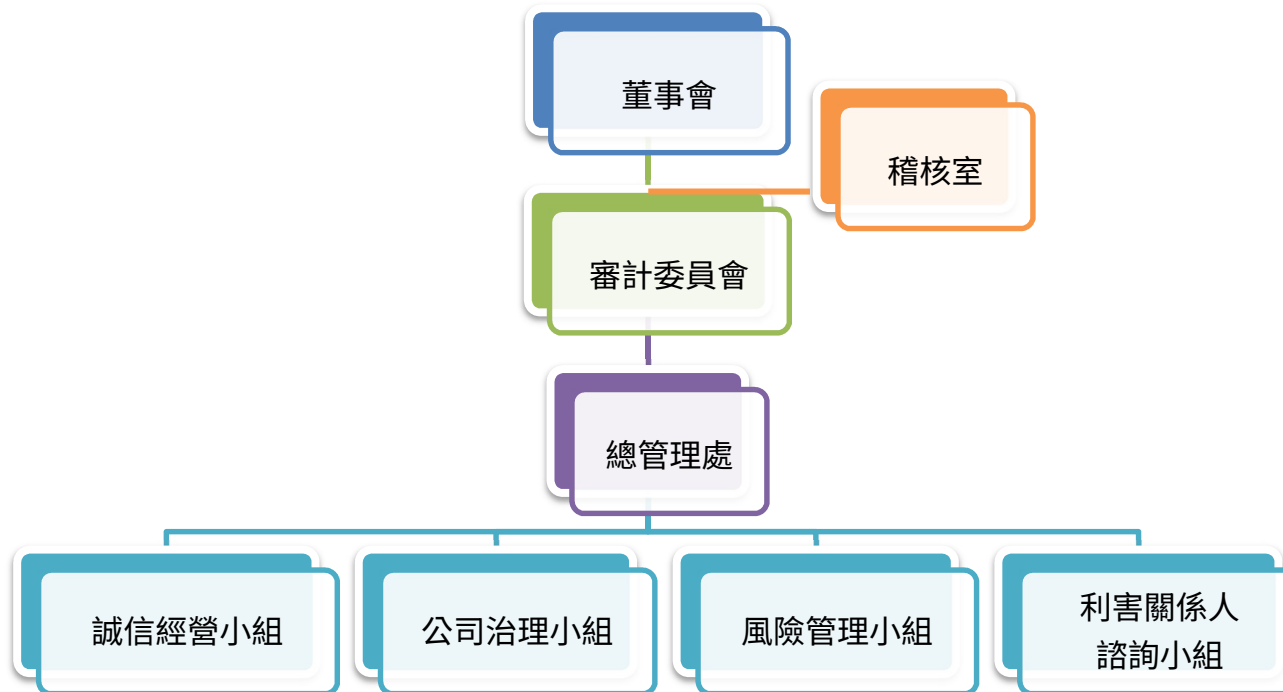 董事會
稽核室
審計委員會
總管理處
誠信經營小組
公司治理小組
風險管理小組
利害關係人
諮詢小組